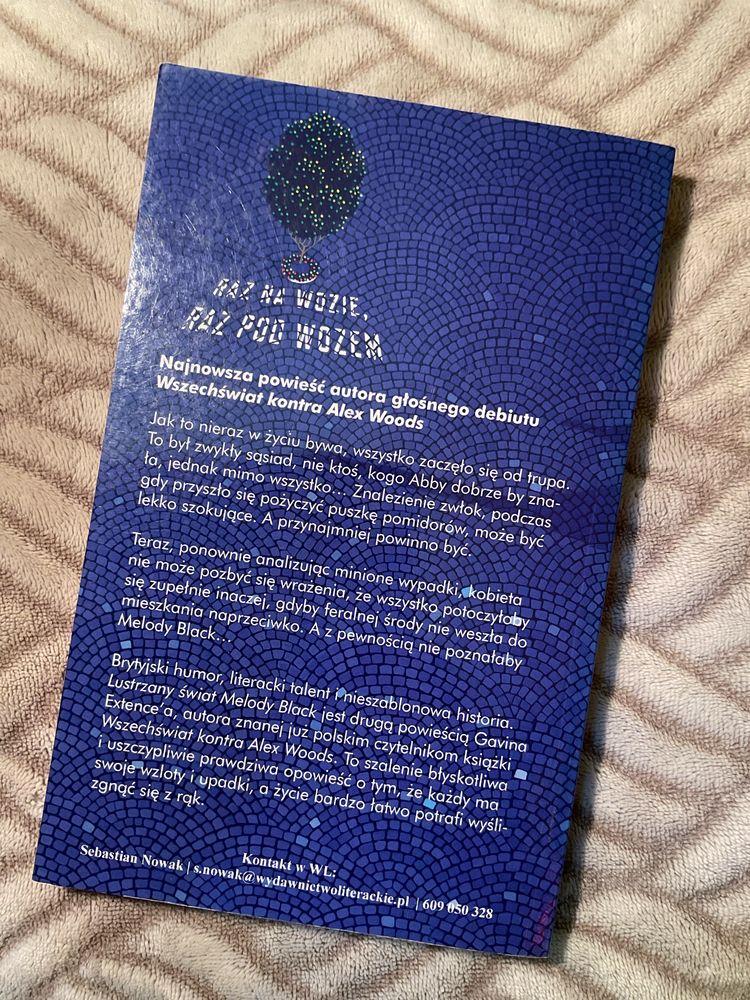 RAZ NA WOZIE,
RAZ POD WOZEM
Najnowsza powieść autora głośnego debiutu
Wszechświat kontra Alex Woods
Jak to nieraz w życiu bywa, wszystko zaczęło się od trupa.
To był zwykły sąsiad, nie ktoś, kogo Abby dobrze by zna-
ła, jednak mimo wszystko... Znalezienie zwłok, podczas
gdy przyszło się pożyczyć puszkę pomidorów, może być
lekko szokujące. A przynajmniej powinno być.
Teraz, ponownie analizując minione wypadki, kobieta
nie może pozbyć się wrażenia, że wszystko potoczyłoby
się zupełnie inaczej, gdyby feralnej środy nie weszła do
mieszkania naprzeciwko. A z pewnością nie poznałaby
Melody Black...
Brytyjski humor, literacki talent i nieszablonowa historia.
Lustrzany świat Melody Black jest drugą powieścią Gavina
Extence'a, autora znanej już polskim czytelnikom książki
Wszechświat kontra Alex Woods. To szalenie błyskotliwa
i uszczypliwie prawdziwa opowieść o tym, że każdy ma
swoje wzloty i upadki, a życie bardzo łatwo potrafi wyśli-
zgnąć się z rąk.
Kontakt w WL:
Sebastian Nowak | s.nowak@wydawnictwoliterackie.pl | 609 050 328